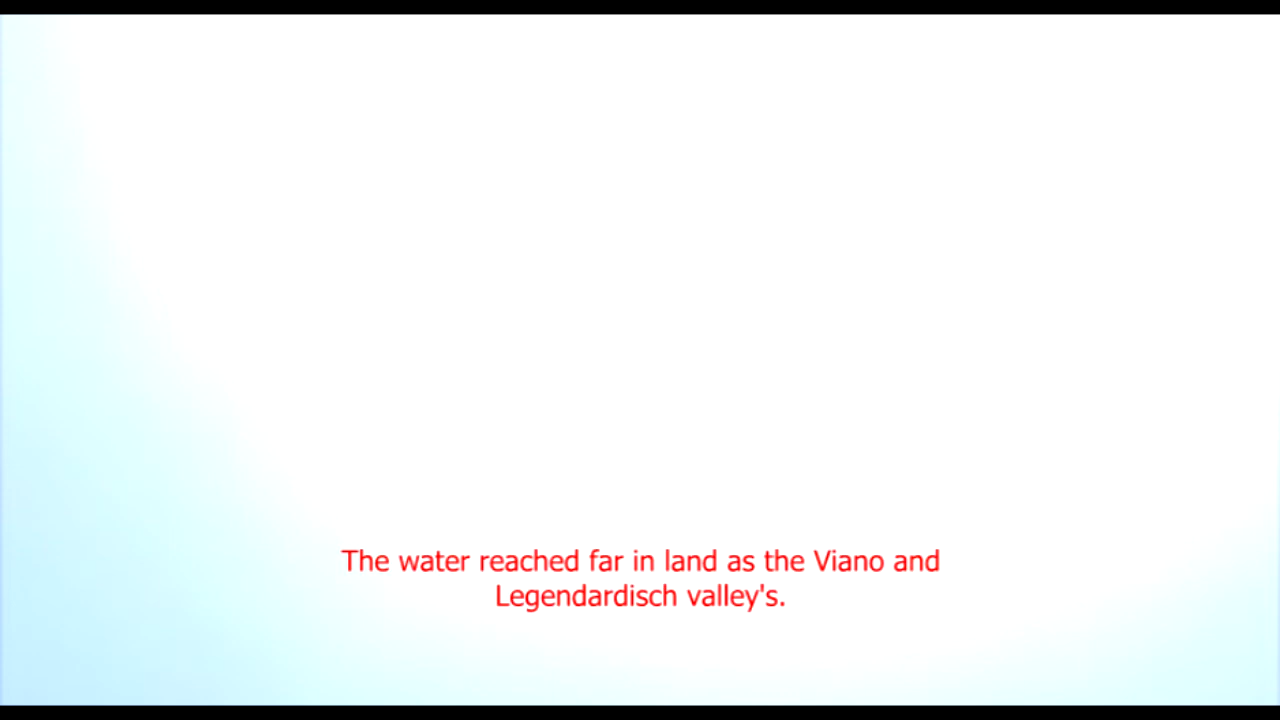 The water reached far in land as the Viano and
Legendardisch valley's.